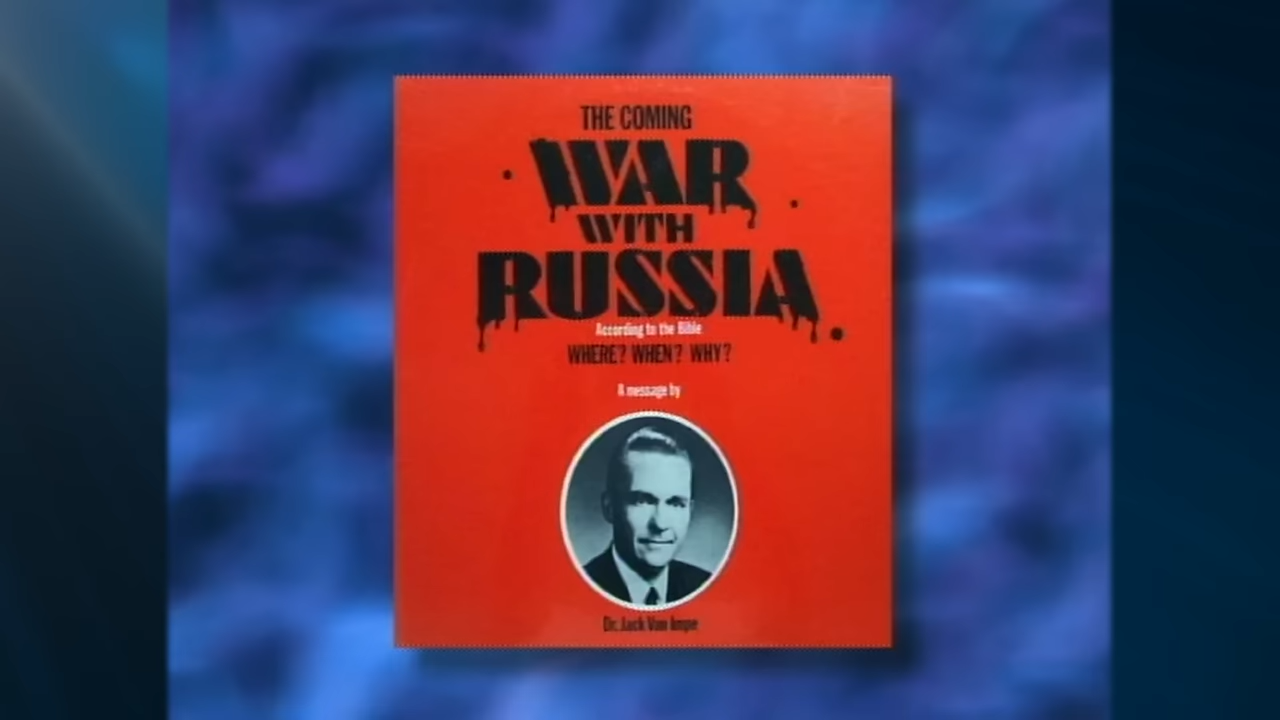 THE COMING
WAR
WITH
RUSSIA
According to the Bible
WHERE? WHEN? WHY?
A message by
Dr. Jack Van Impe